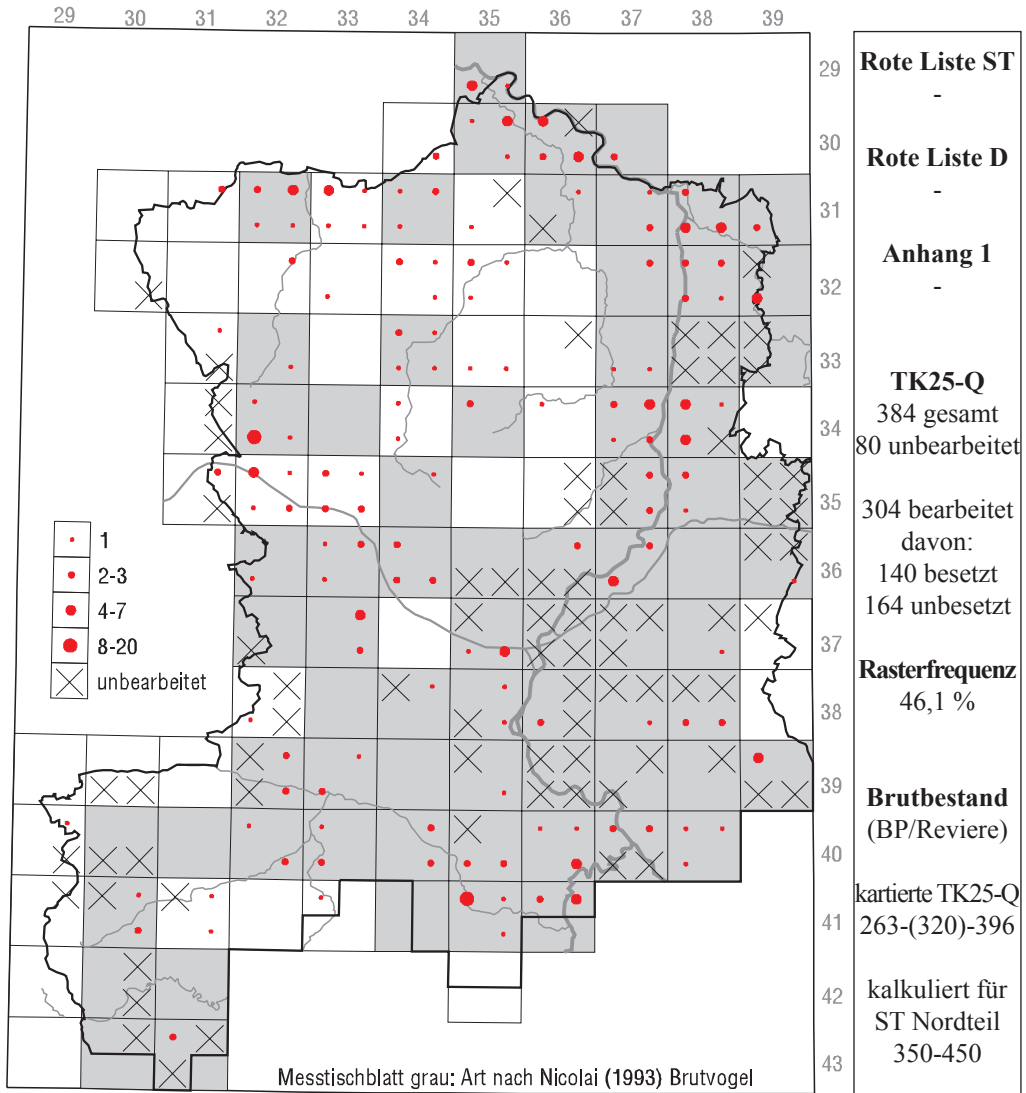 29 30 31 32 33 34 35 36 37 38 39
29
30
31
32
33
34
35
36
37
38
39
40
41
42
43
1
2-3
4-7
8-20
unbearbeitet
Messtischblatt grau: Art nach Nicolai (1993) Brutvogel
Rote Liste ST
-
Rote Liste D
-
Anhang 1
-
TK25-Q
384 gesamt
80 unbearbeitet
304 bearbeitet
davon:
140 besetzt
164 unbesetzt
Rasterfrequenz
46,1 %
Brutbestand
(BP/Reviere)
kartierte TK25-Q
263-(320)-396
kalkuliert für
ST Nordteil
350-450